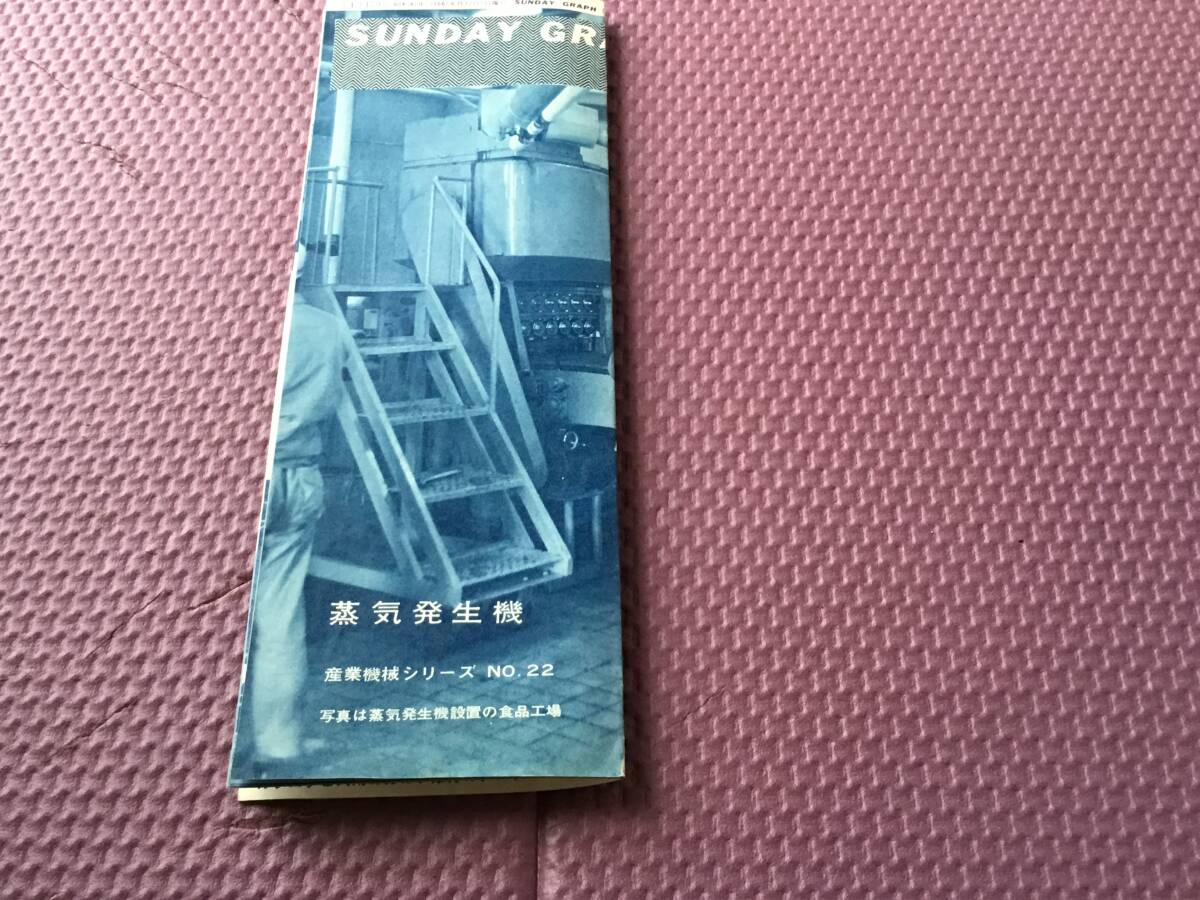 SUNDAY GRAPH
SUNDAY GRA
蒸気発生機
産業機械シリーズ NO.22
写真は蒸気発生機設置の食品工場